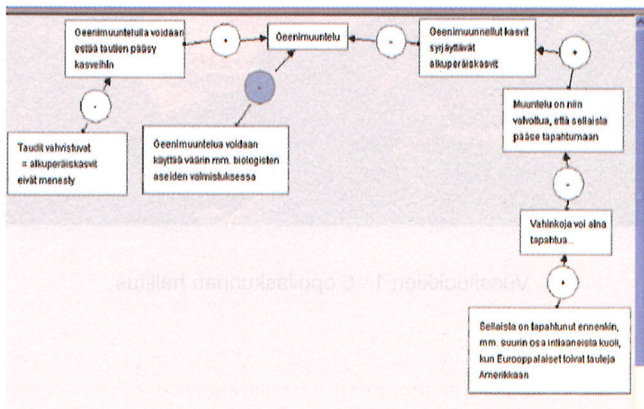 Geenimuuntelulla voidaan
estää tautien pääsy
kasveihin
+
Geenimuuntelu
-
Geenimuunnellut kasvit
syrjäyttävät
alkuperäiskasvit
-
-
+
Taudit vahvistuvat
= alkuperäiskasvit
eivät menesty
Geenimuuntelua voidaan
käyttää väärin mm. biologisten
aseiden valmistuksessa
Muuntelu on niin
valvottua, että sellaista
pääse tapahtumaan
-
Vahinkoja voi aina
tapahtua...
+
Sellaista on tapahtunut ennenkin,
mm. suurin osa intiaaneista kuoli,
kun Eurooppalaiset toivat tauteja
Amerikkaan
Vuosiluokkien 1 - 6 oppilaskunnan hallitus